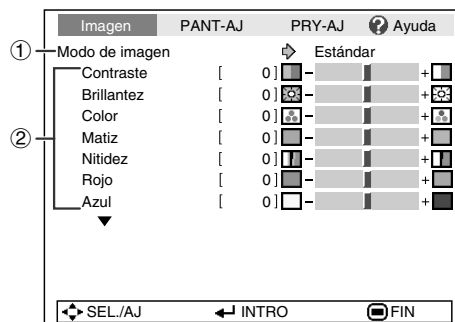 Imagen PANT-AJ PRY-AJ ? Ayuda
① Modo de imagen Estándar
② Contraste [ 0] – +
Brillantez [ 0] – +
Color [ 0] – +
Matiz [ 0] – +
Nitidez [ 0] – +
Rojo [ 0] – +
Azul [ 0] – +
SEL./AJ INTRO FIN